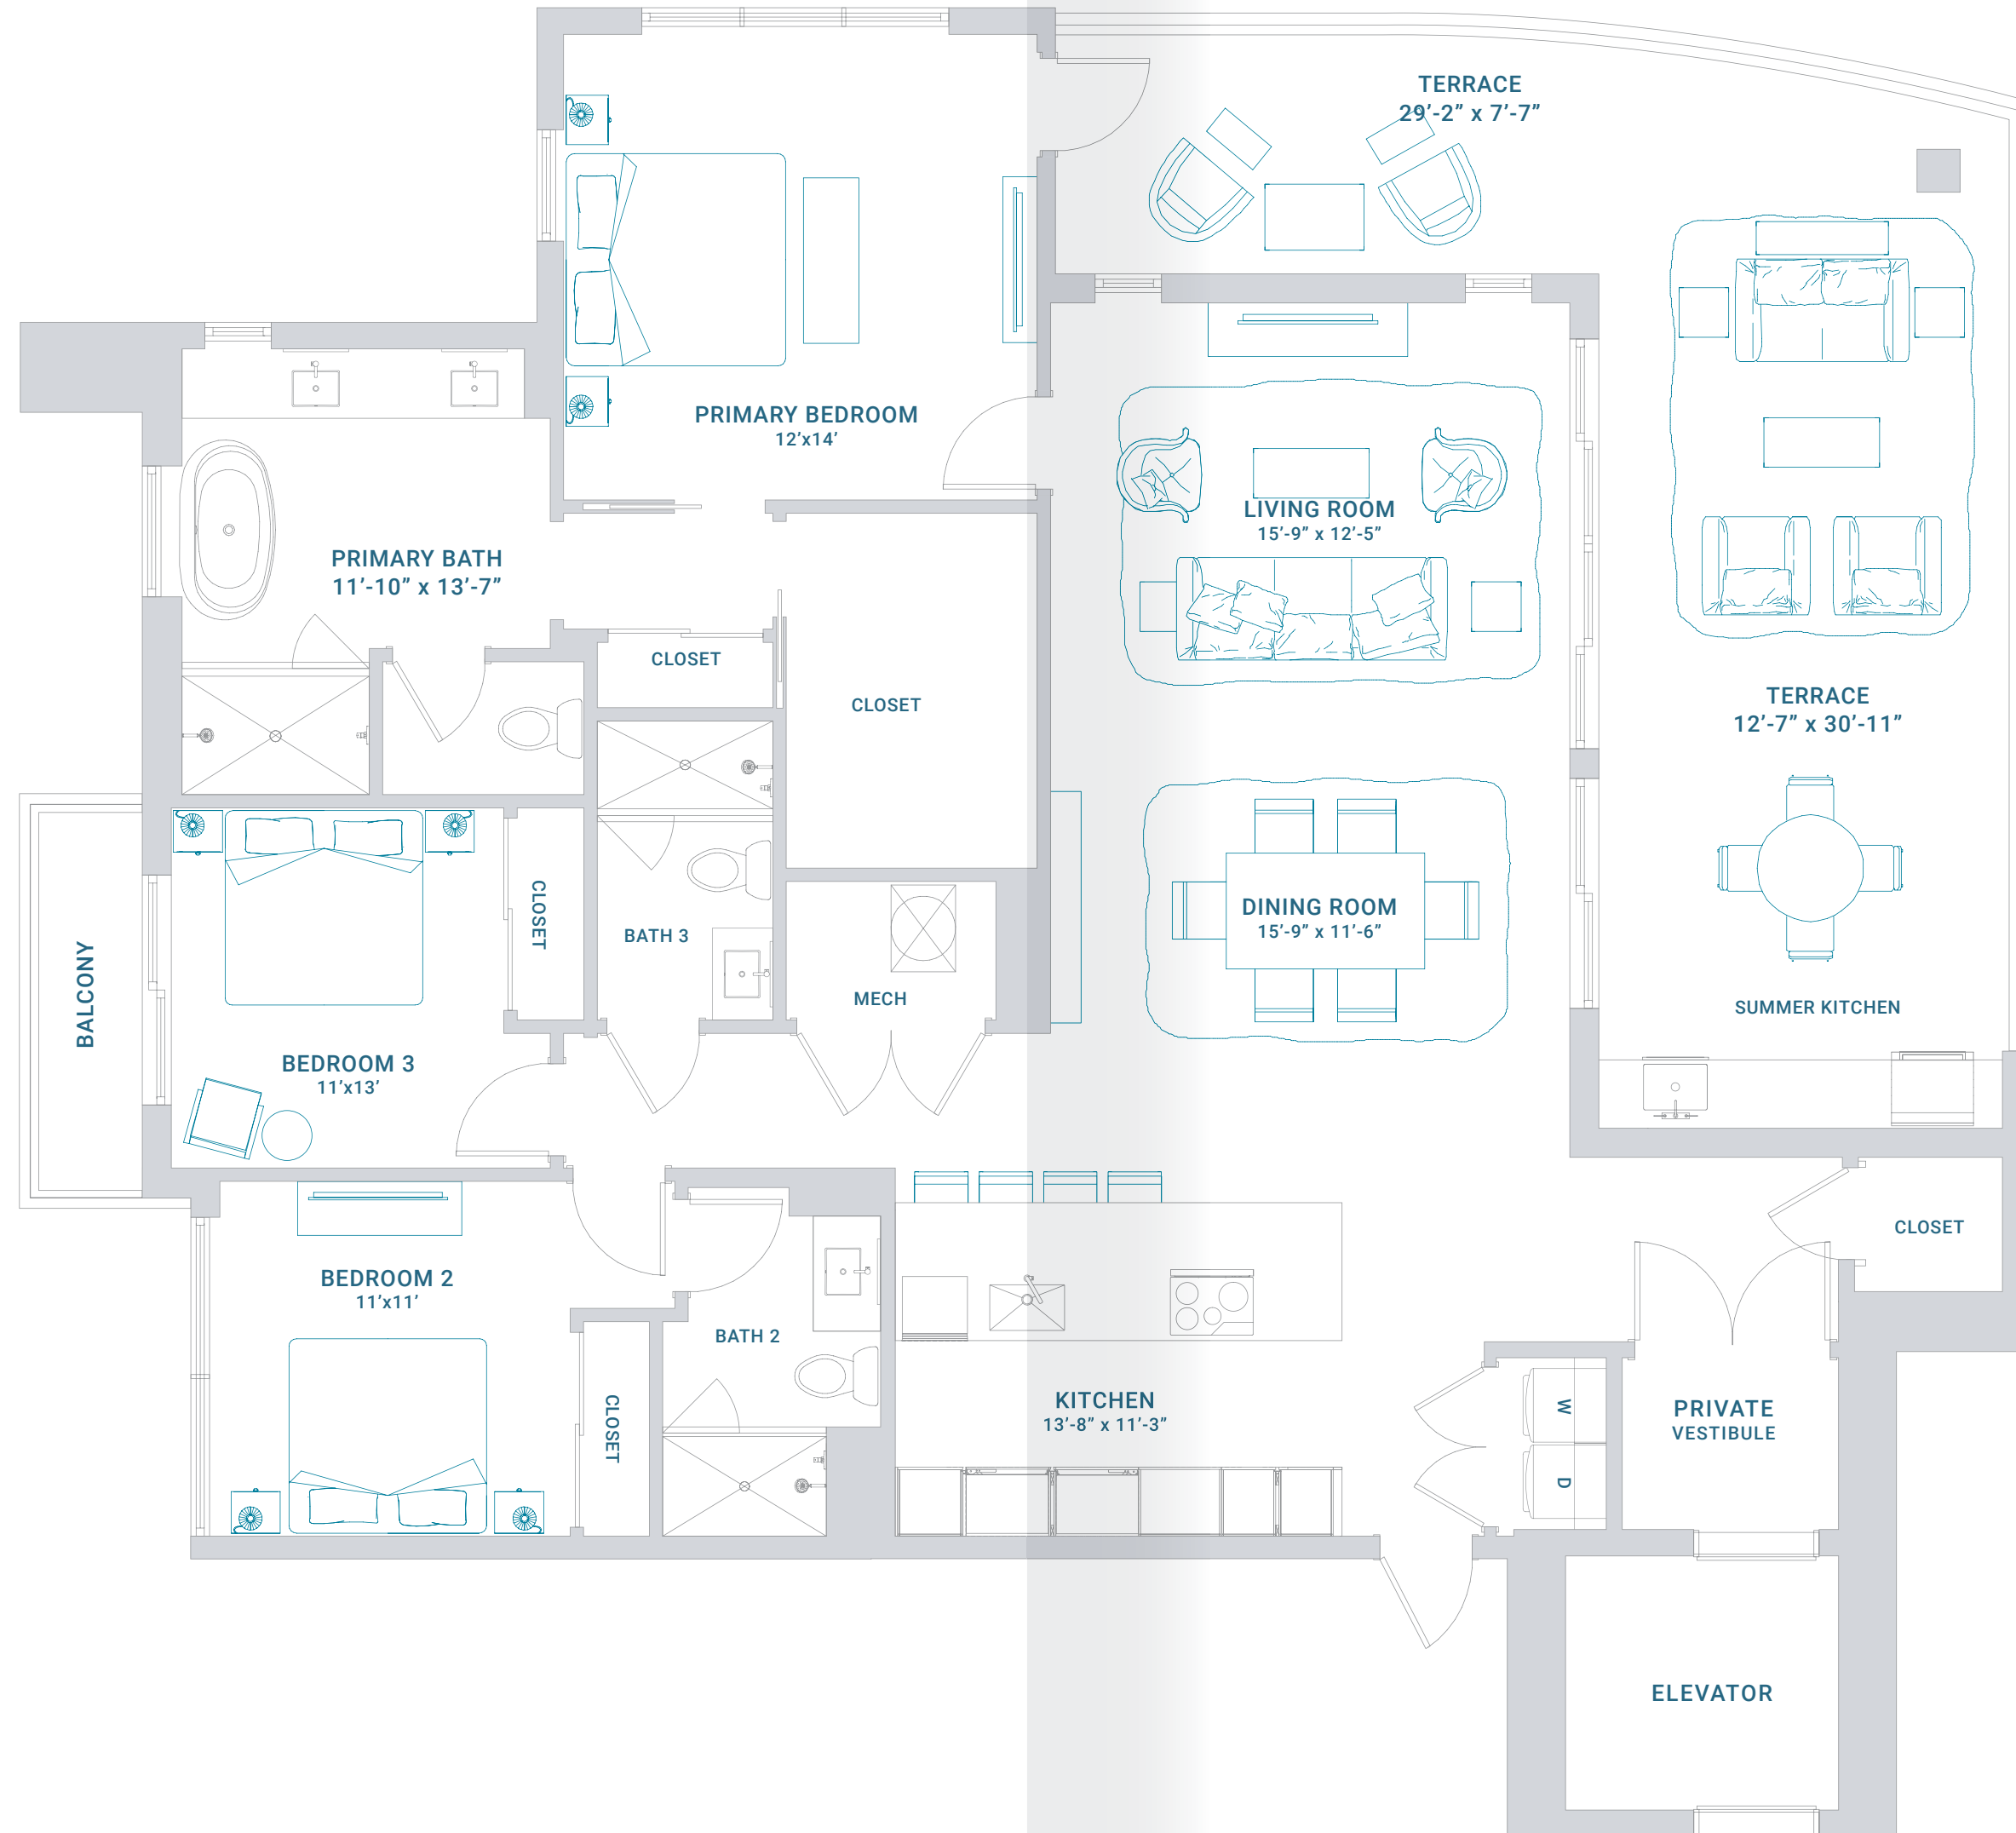 TERRACE
29’-2” x 7’-7”
PRIMARY BEDROOM
12’x14’
LIVING ROOM
15’-9” x 12’-5”
PRIMARY BATH
11’-10” x 13’-7”
CLOSET
CLOSET
TERRACE
12’-7” x 30’-11”
CLOSET
BATH 3
DINING ROOM
15’-9” x 11’-6”
BALCONY
MECH
SUMMER KITCHEN
BEDROOM 3
11’x13’
CLOSET
BEDROOM 2
11’x11’
BATH 2
CLOSET
KITCHEN
13’-8” x 11’-3”
W
D
PRIVATE
VESTIBULE
ELEVATOR